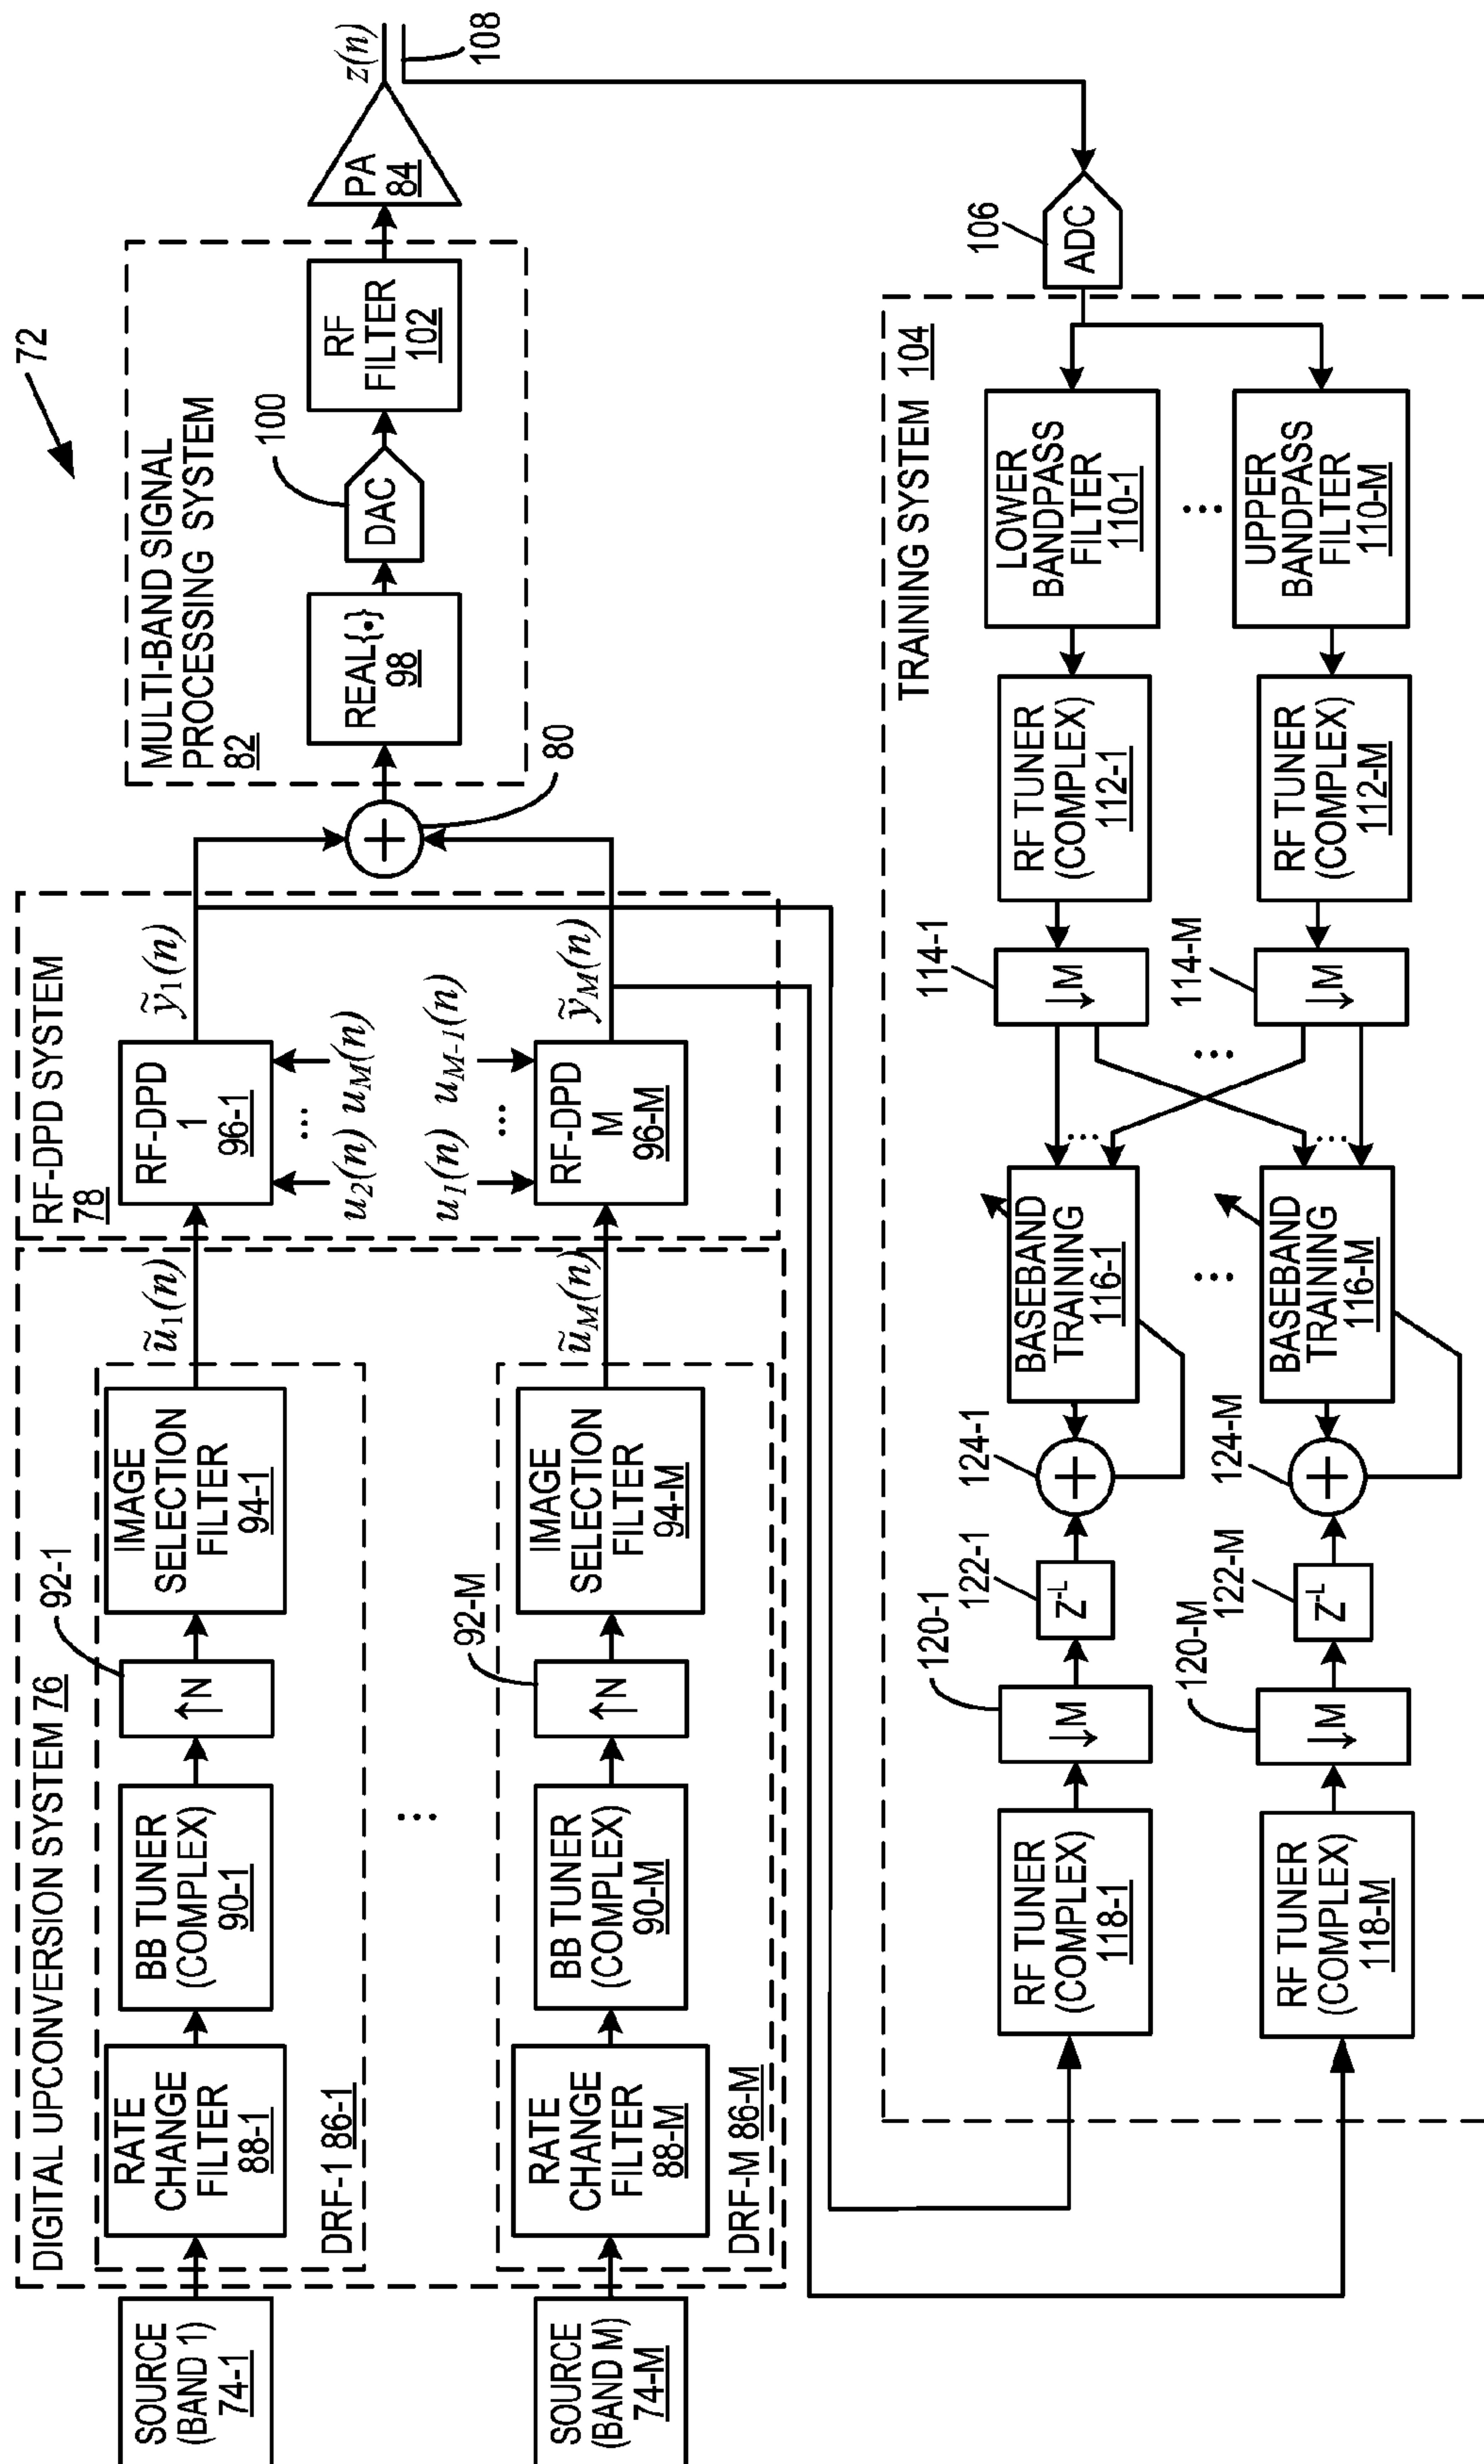 72
DIGITAL UPCONVERSION SYSTEM 76
SOURCE
(BAND 1)
74-1
RATE
CHANGE
FILTER
88-1
BB TUNER
(COMPLEX)
90-1
92-1
↑N
IMAGE
SELECTION
FILTER
94-1
DRF-1 86-1
ũ1(n)
...
SOURCE
(BAND M)
74-M
RATE
CHANGE
FILTER
88-M
BB TUNER
(COMPLEX)
90-M
92-M
↑N
IMAGE
SELECTION
FILTER
94-M
DRF-M 86-M
ũM(n)
RF-DPD SYSTEM
78
RF-DPD
1
96-1
ỹ1(n)
...
u2(n) uM(n)
u1(n) uM-1(n)
...
RF-DPD
M
96-M
ỹM(n)
80
+
MULTI-BAND SIGNAL
PROCESSING SYSTEM
82
REAL{•}
98
100
DAC
RF
FILTER
102
PA
84
z(n)
108
106
ADC
TRAINING SYSTEM 104
LOWER
BANDPASS
FILTER
110-1
...
UPPER
BANDPASS
FILTER
110-M
RF TUNER
(COMPLEX)
112-1
RF TUNER
(COMPLEX)
112-M
114-1
↓M
114-M
↓M
...
...
...
BASEBAND
TRAINING
116-1
...
BASEBAND
TRAINING
116-M
124-1
+
124-M
+
122-1
Z-L
122-M
Z-L
120-1
↓M
120-M
↓M
RF TUNER
(COMPLEX)
118-1
RF TUNER
(COMPLEX)
118-M